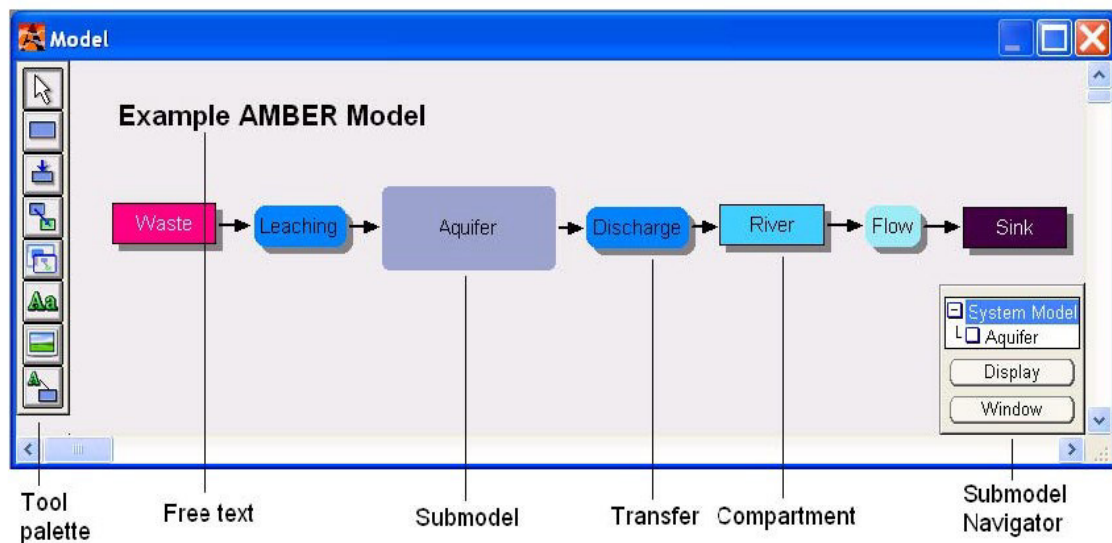 Model
Example AMBER Model
Waste
Leaching
Aquifer
Discharge
River
Flow
Sink
System Model
Aquifer
Display
Window
Aa
A
Tool
palette
Free text
Submodel
Transfer
Compartment
Submodel
Navigator